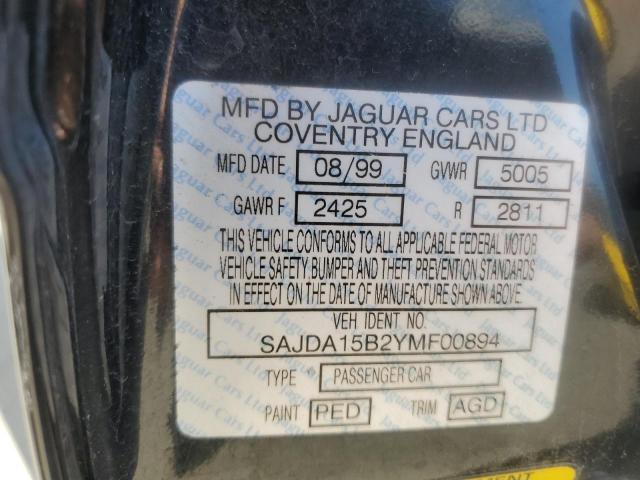 MFD BY JAGUAR CARS LTD
COVENTRY ENGLAND
MFD DATE 08/99 GVWR 5005
GAWR F 2425 R 2811
THIS VEHICLE CONFORMS TO ALL APPLICABLE FEDERAL MOTOR
VEHICLE SAFETY BUMPER AND THEFT PREVENTION STANDARDS
IN EFFECT ON THE DATE OF MANUFACTURE SHOWN ABOVE.
VEH IDENT NO.
SAJDA15B2YMF00894
TYPE PASSENGER CAR
PAINT PED TRIM AGD